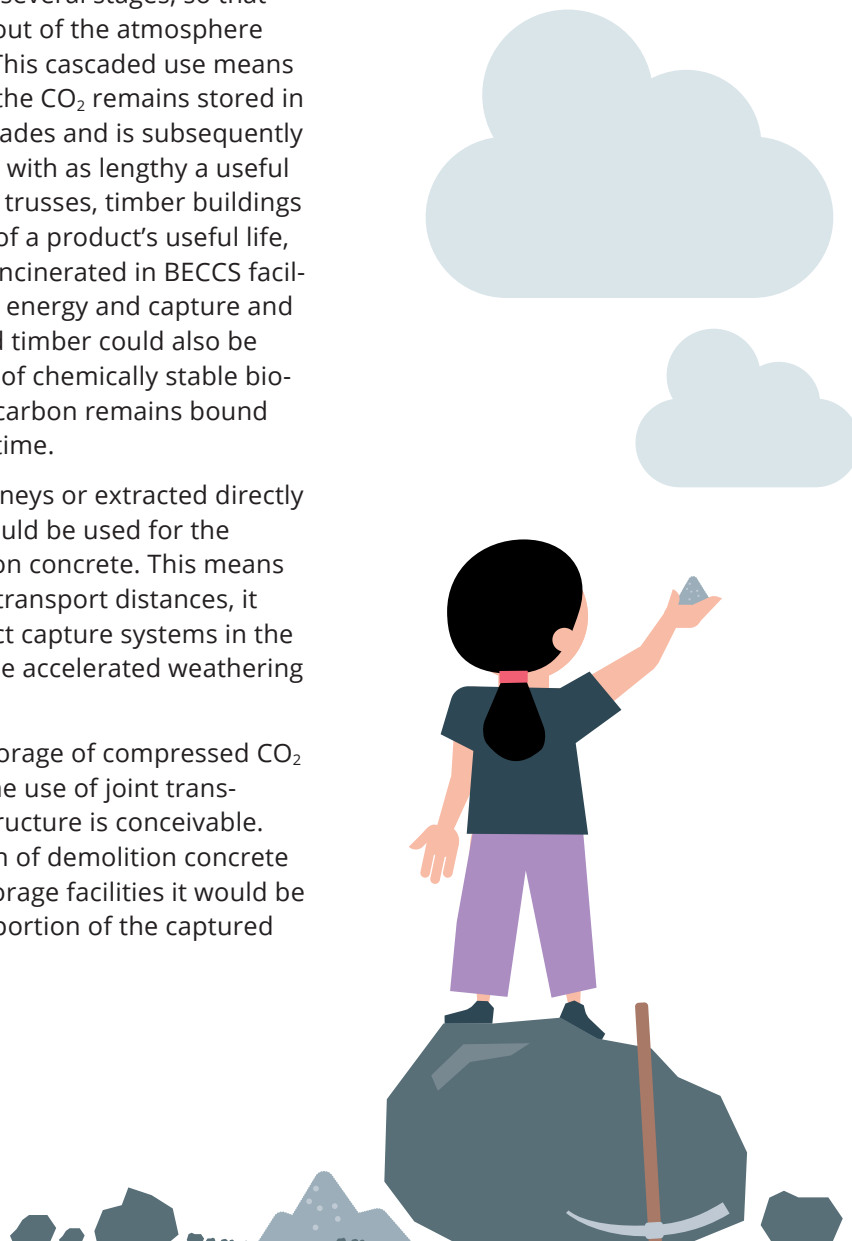 several stages, so that
out of the atmosphere
This cascaded use means
the CO₂ remains stored in
ades and is subsequently
with as lengthy a useful
trusses, timber buildings
of a product’s useful life,
ncinerated in BECCS facil-
energy and capture and
d timber could also be
of chemically stable bio-
carbon remains bound
time.
neys or extracted directly
uld be used for the
on concrete. This means
transport distances, it
ct capture systems in the
e accelerated weathering
orage of compressed CO₂
he use of joint trans-
ructure is conceivable.
n of demolition concrete
orage facilities it would be
portion of the captured